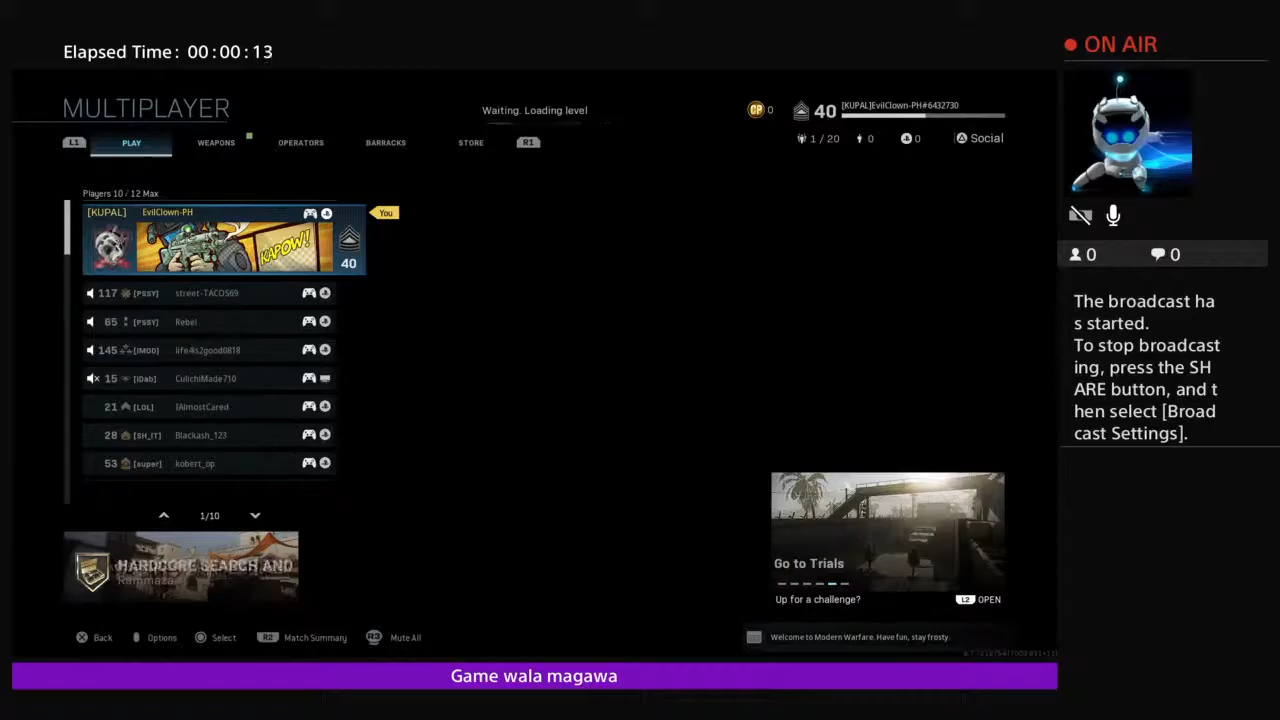 Elapsed Time: 00:00:13
ON AIR
MULTIPLAYER
Waiting. Loading level
CP 0
40
[KUPAL]EvilClown-PH#6432730
L1 PLAY WEAPONS OPERATORS BARRACKS STORE R1
1 / 20 0 0 Social
Players 10 / 12 Max
[KUPAL] EvilClown-PH
You
KAPOW!
40
117 [PSSY] street-TACOS69
65 [PSSY] Rebel
145 [JMOD] life4is2good0818
15 [lDab] CulichiMade710
21 [LOL] IAlmostCared
28 [SH_IT] Blackash_123
53 [super] kobert_op
1/10
HARDCORE SEARCH AND
Rammaza
Go to Trials
Up for a challenge?
L2 OPEN
Back Options Select R2 Match Summary R3 Mute All
Welcome to Modern Warfare. Have fun, stay frosty.
Game wala magawa
0 0
The broadcast ha
s started.
To stop broadcast
ing, press the SH
ARE button, and t
hen select [Broad
cast Settings].